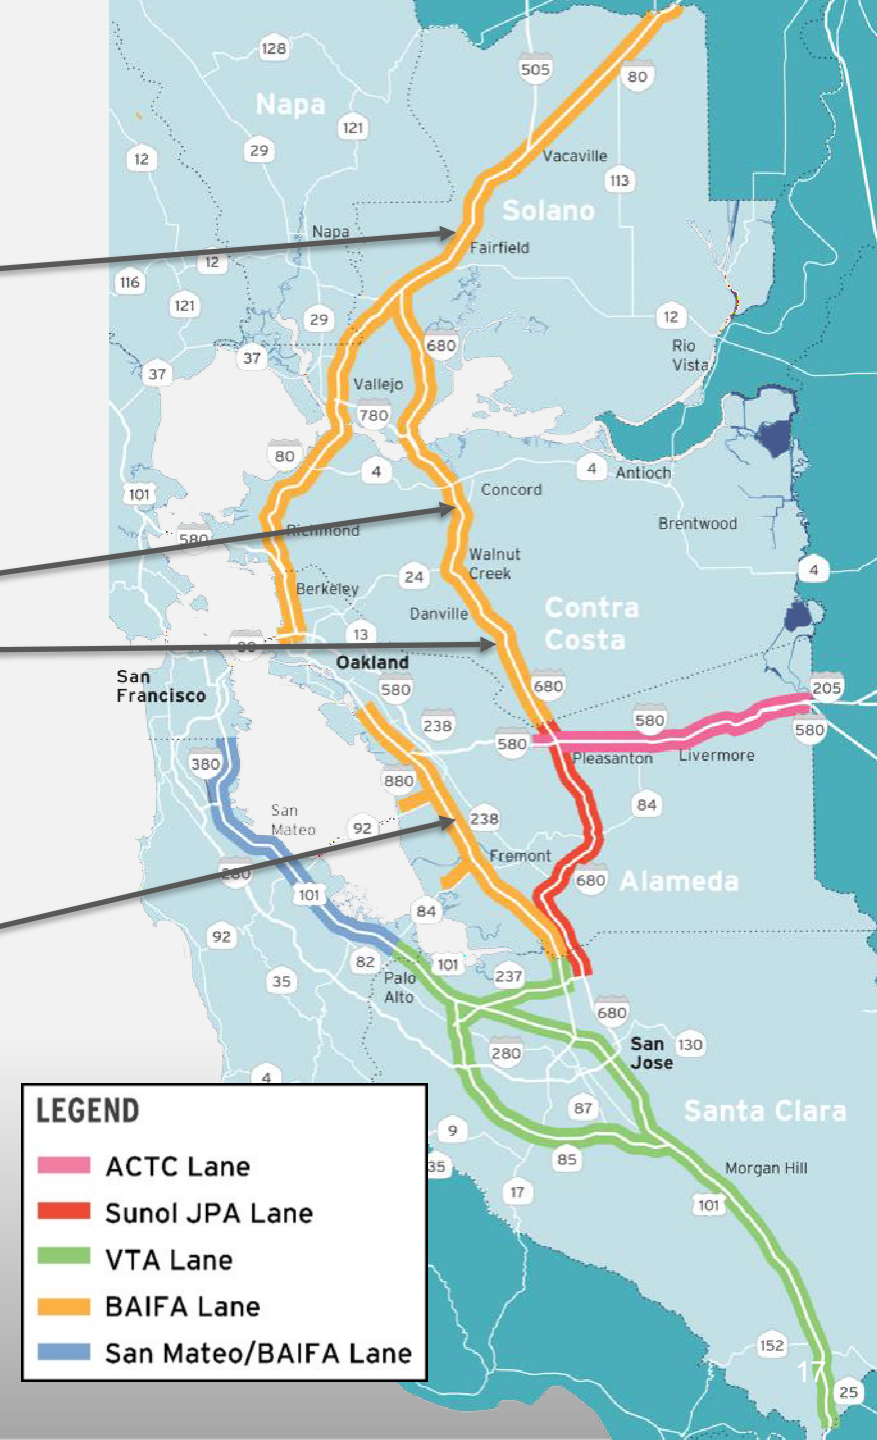 128
505
80
Napa
121
29
12
Vacaville
113
Solano
Napa
Fairfield
12
116
121
29
12
680
Rio
Vista
37
37
Vallejo
780
80
4
4
Antioch
101
Concord
580
Richmond
Brentwood
Walnut
Creek
24
4
Berkeley
Danville
Contra
Costa
13
80
Oakland
San
Francisco
580
680
205
238
580
580
580
Pleasanton
Livermore
380
880
84
San
Mateo
92
238
Fremont
280
680
Alameda
101
84
92
82
101
237
35
Palo
Alto
680
San
Jose
130
280
4
87
Santa Clara
9
85
35
Morgan Hill
17
101
152
17
25
LEGEND
ACTC Lane
Sunol JPA Lane
VTA Lane
BAIFA Lane
San Mateo/BAIFA Lane